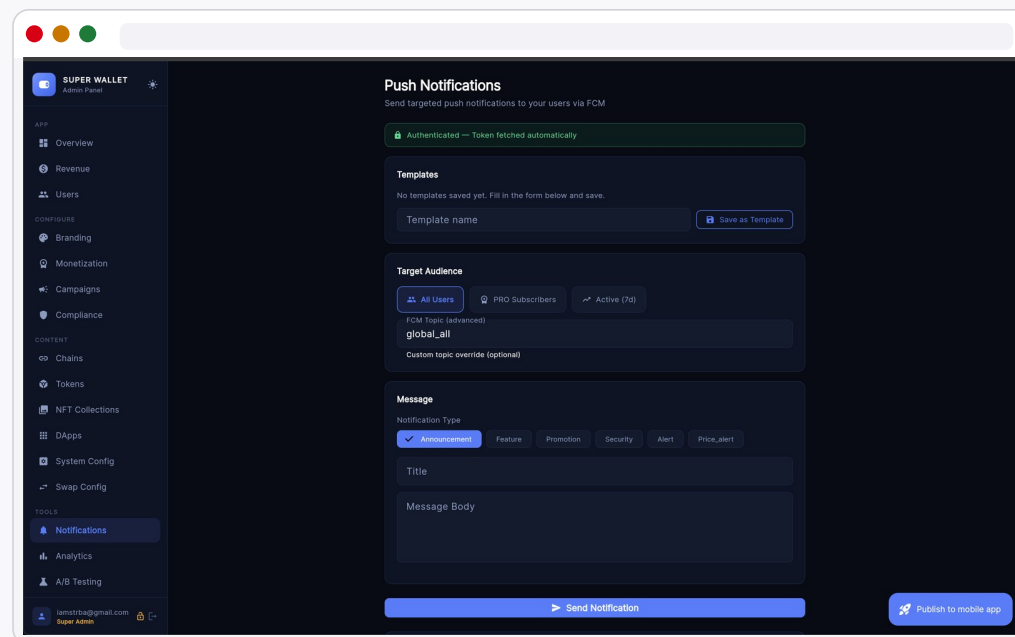 SUPER WALLET
Admin Panel
APP
Overview
Revenue
Users
CONFIGURE
Branding
Monetization
Campaigns
Compliance
CONTENT
Chains
Tokens
NFT Collections
DApps
System Config
Swap Config
TOOLS
Notifications
Analytics
A/B Testing
iamstrba@gmail.com
Super Admin
Push Notifications
Send targeted push notifications to your users via FCM
Authenticated — Token fetched automatically
Templates
No templates saved yet. Fill in the form below and save.
Template name
Save as Template
Target Audience
All Users PRO Subscribers Active (7d)
FCM Topic (advanced)
global_all
Custom topic override (optional)
Message
Notification Type
Announcement Feature Promotion Security Alert Price_alert
Title
Message Body
Send Notification
Publish to mobile app